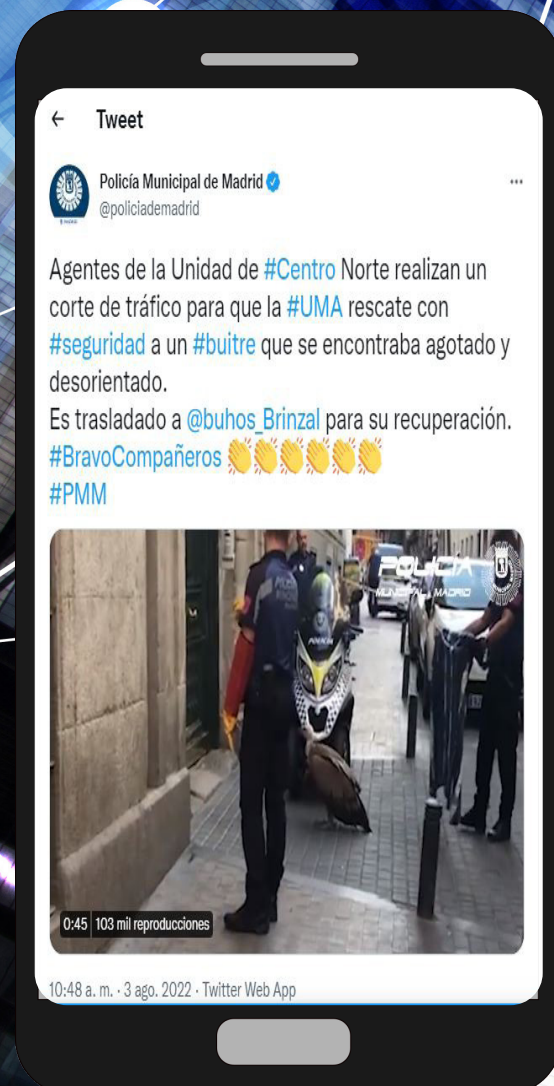 ← Tweet
Policía Municipal de Madrid
@policiademadrid
Agentes de la Unidad de #Centro Norte realizan un
corte de tráfico para que la #UMA rescate con
#seguridad a un #buitre que se encontraba agotado y
desorientado.
Es trasladado a @buhos_Brinzal para su recuperación.
#BravoCompañeros 👏👏👏👏👏👏
#PMM
POLICÍA
MUNICIPAL MADRID
POLICÍA
0:45 103 mil reproducciones
10:48 a. m. · 3 ago. 2022 · Twitter Web App